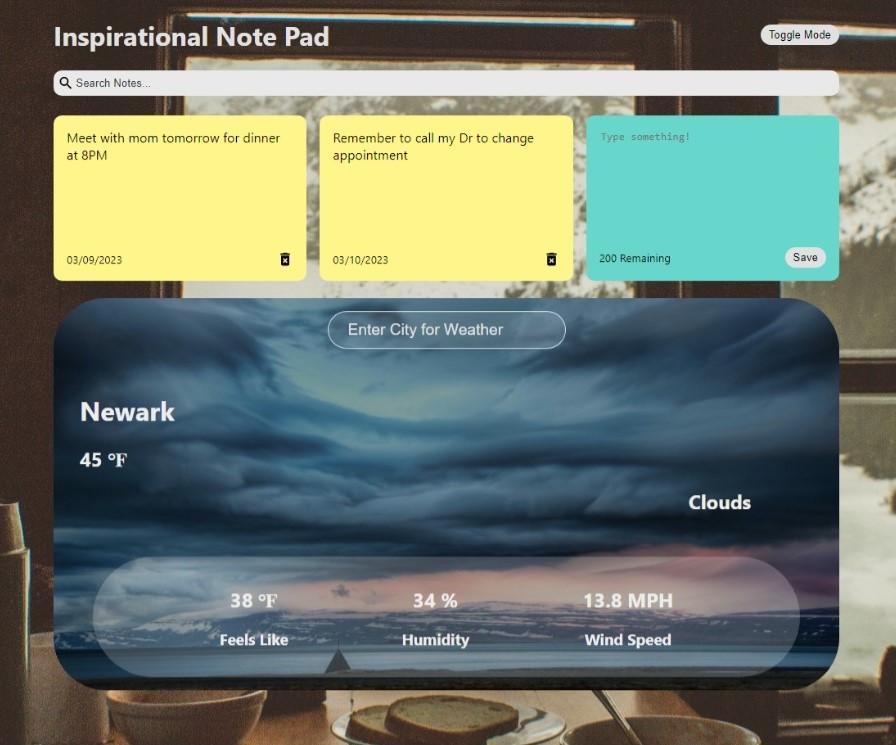 Inspirational Note Pad
Toggle Mode
Search Notes...
Meet with mom tomorrow for dinner
at 8PM
03/09/2023
Remember to call my Dr to change
appointment
03/10/2023
Type something!
200 Remaining
Save
Enter City for Weather
Newark
45 °F
Clouds
38 °F
Feels Like
34 %
Humidity
13.8 MPH
Wind Speed